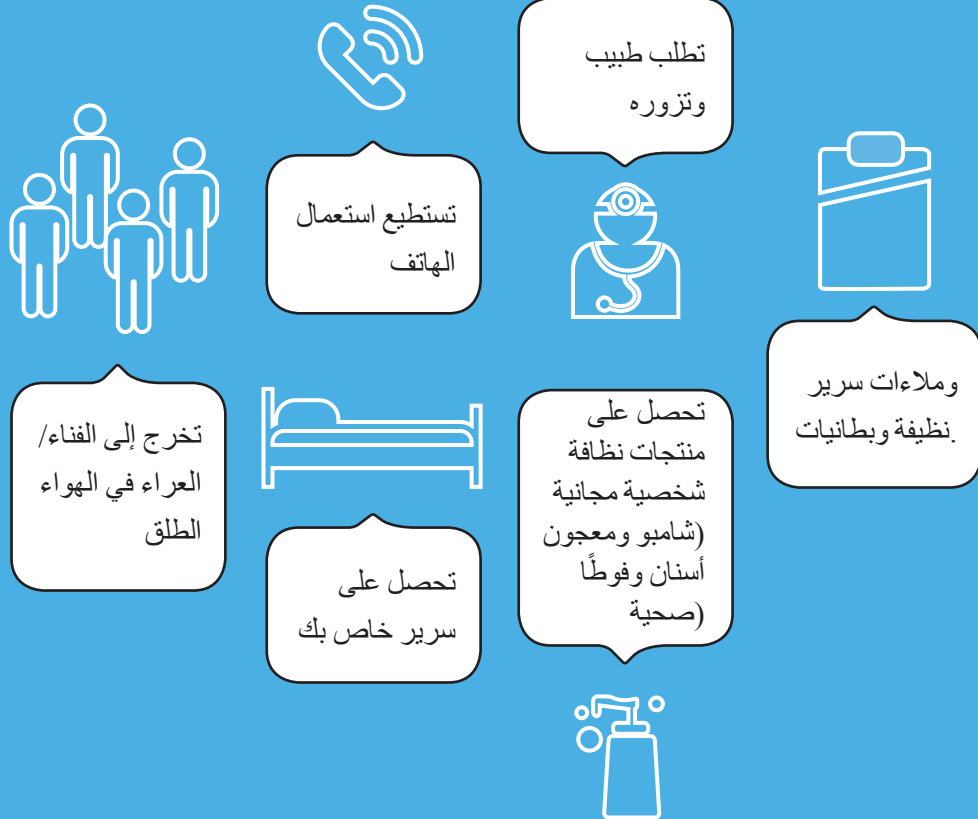 تطلب طبيب
وتزوره
تستطيع استعمال
الهاتف
وملاءات سرير
.نظيفة وبطانيات
تحصل على
منتجات نظافة
شخصية مجانية
(شامبو ومعجون
أسنان وفوطًا
(صحية
تخرج إلى الفناء/
العراء في الهواء
الطلق
تحصل على
سرير خاص بك